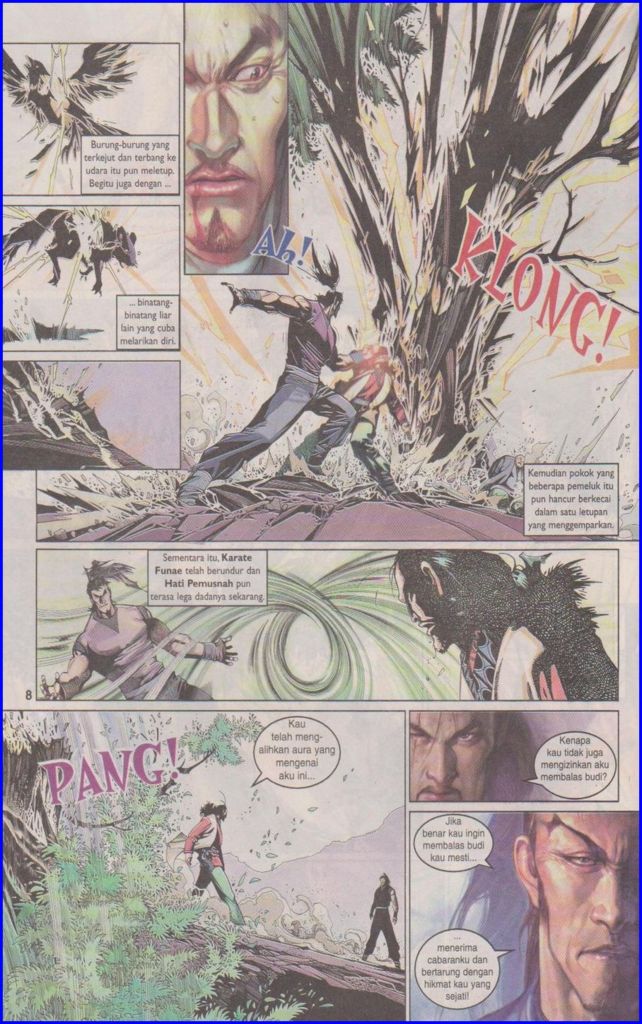 Burung-burung yang
terkejut dan terbang ke
udara itu pun meletup.
Begitu juga dengan ...
... binatang-
binatang liar
lain yang cuba
melarikan diri.
Ah!
KLONG!
Kemudian pokok yang
beberapa pemeluk itu
pun hancur berkecai
dalam satu letupan
yang menggemparkan.
Sementara itu, Karate
Funae telah berundur dan
Hati Pemusnah pun
terasa lega dadanya sekarang.
8
PANG!
Kau
telah meng-
alihkan aura yang
mengenai
aku ini...
Kenapa
kau tidak juga
mengizinkan aku
membalas budi?
Jika
benar kau ingin
membalas budi
kau mesti...
...
menerima
cabaranku dan
bertarung dengan
hikmat kau yang
sejati!